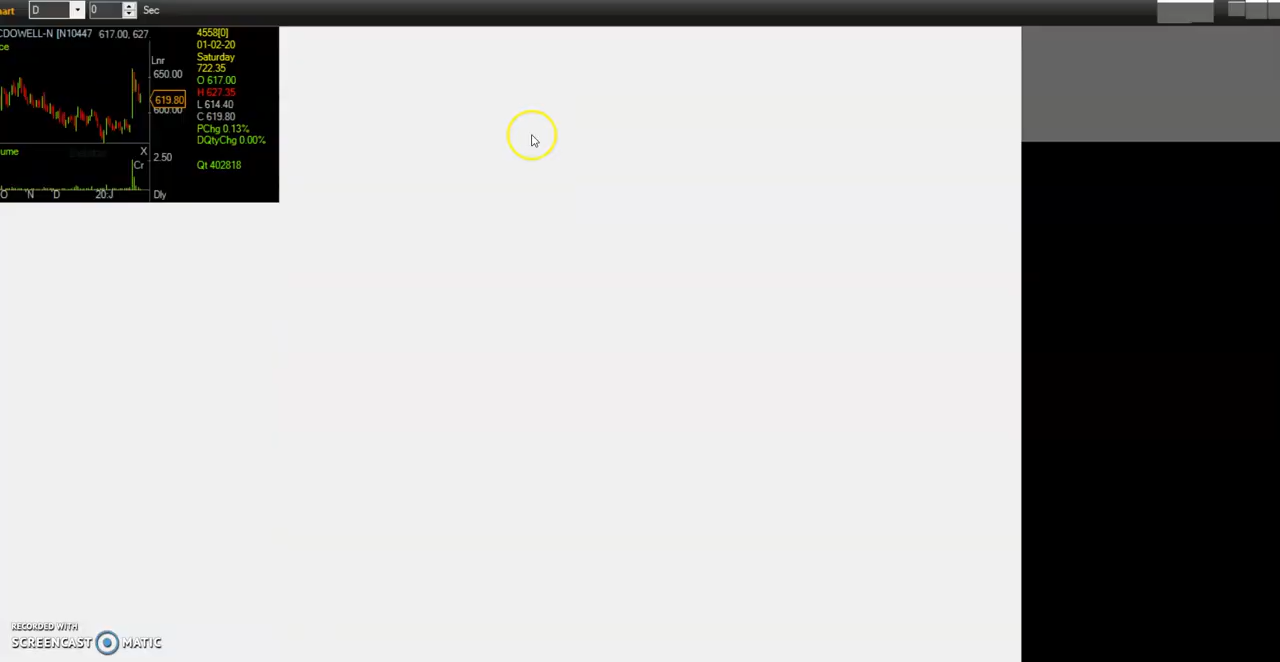 art D 0 Sec
CDOWELL-N [N10447 617.00, 627
ce
Lnr
650.00
619.80
600.00
4558[0]
01-02-20
Saturday
722.35
O 617.00
H 627.35
L 614.40
C 619.80
PChg 0.13%
DQtyChg 0.00%
Qt 402818
ume X
2.50
Cr
O N D 20:J Dly
RECORDED WITH
SCREENCAST MATIC